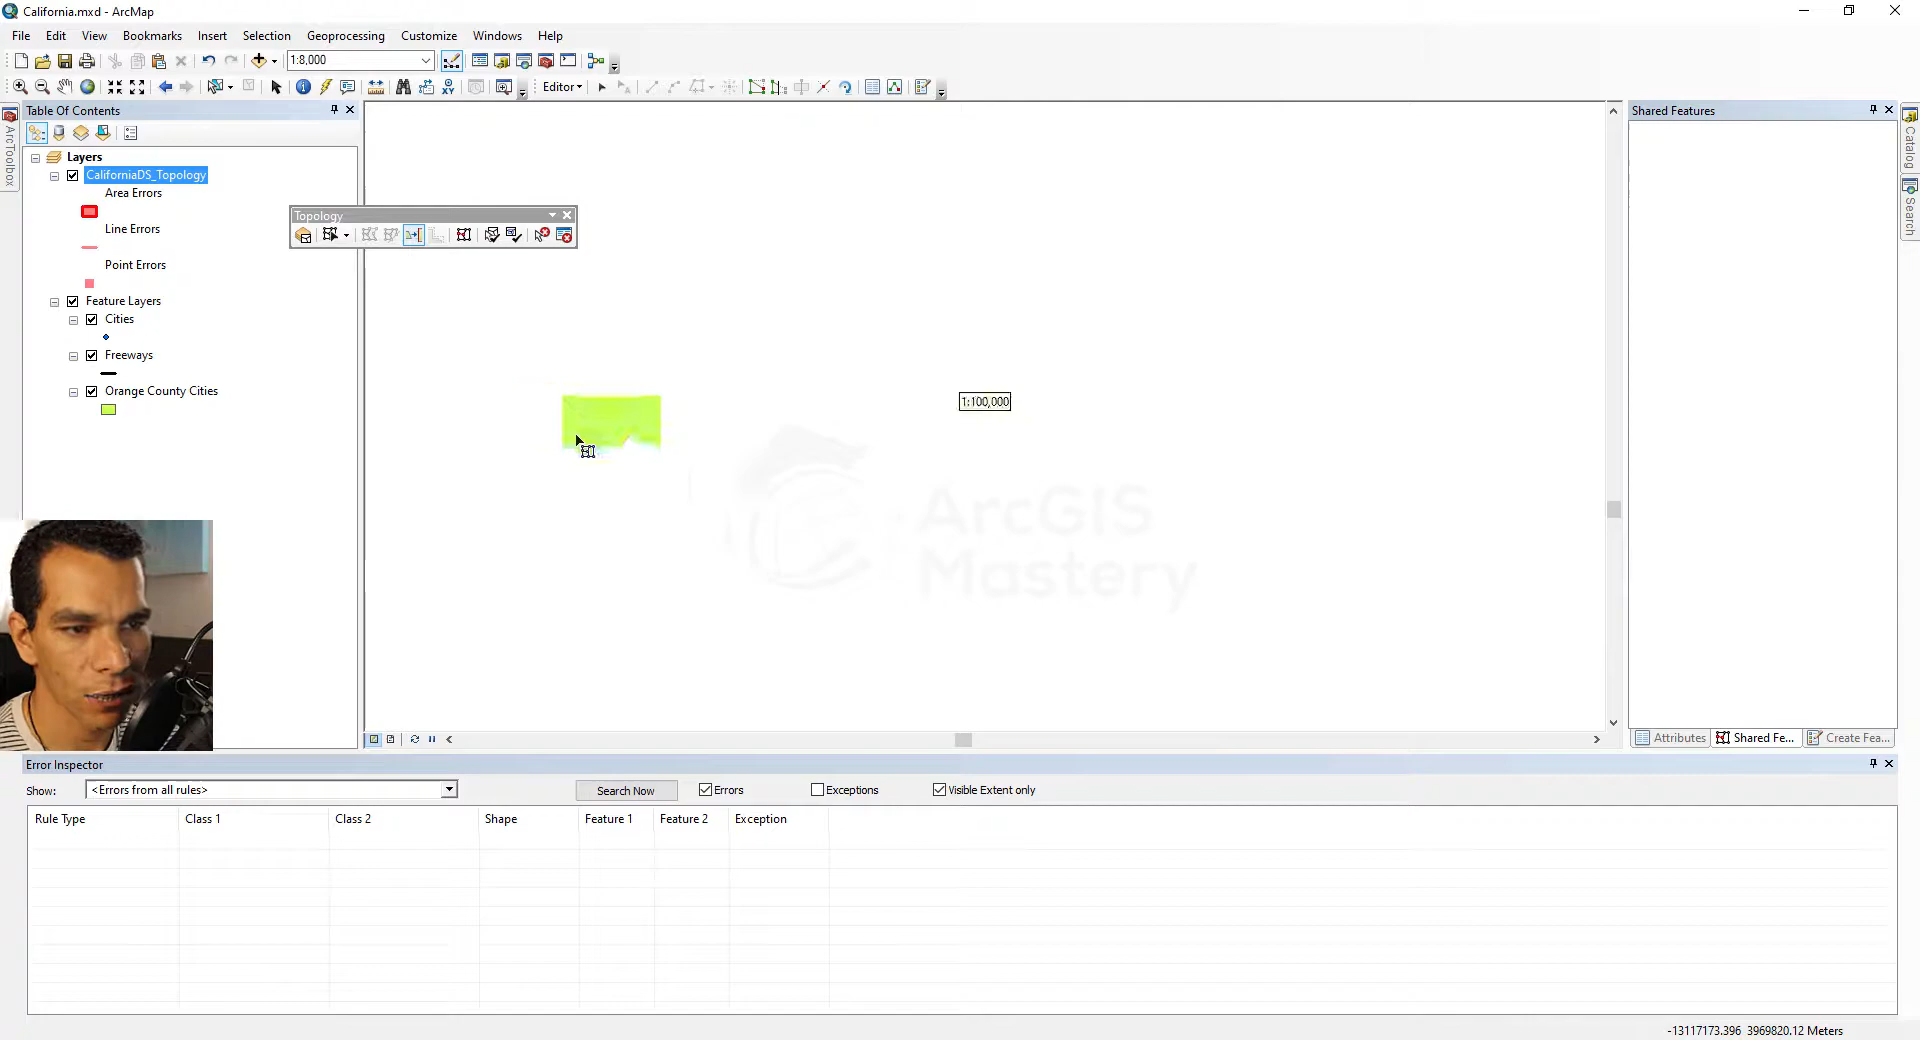 California.mxd - ArcMap
File Edit View Bookmarks Insert Selection Geoprocessing Customize Windows Help
1:8,000
Editor
Table Of Contents
Shared Features
ArcToolbox
Catalog
Search
Layers
CaliforniaDS_Topology
Area Errors
Line Errors
Point Errors
Feature Layers
Cities
Freeways
Orange County Cities
Topology
1:100,000
ArcGIS
Mastery
Attributes Shared Fe... Create Fea...
Error Inspector
Show: <Errors from all rules> Search Now Errors Exceptions Visible Extent only
Rule Type Class 1 Class 2 Shape Feature 1 Feature 2 Exception
-13117173.396 3969820.12 Meters